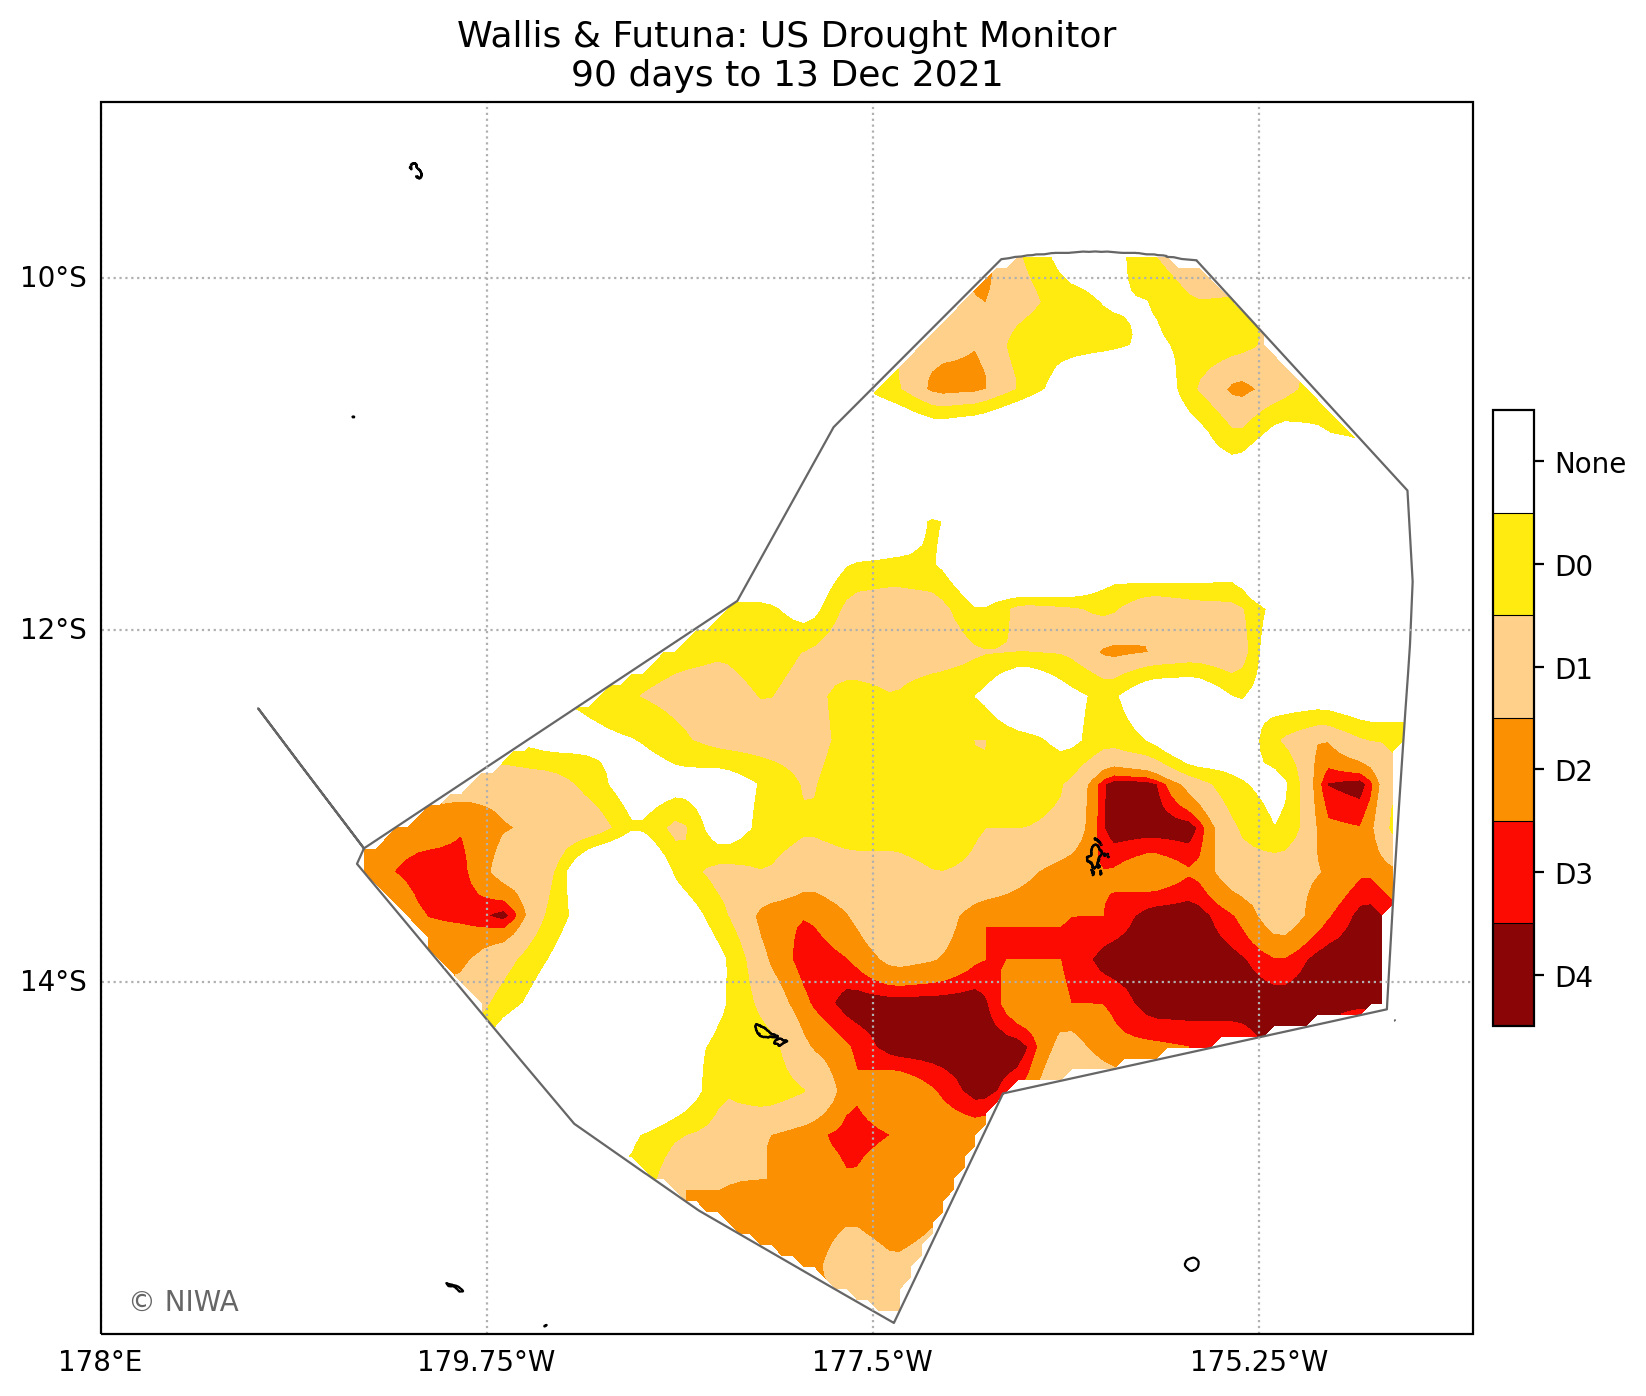 Wallis & Futuna: US Drought Monitor
90 days to 13 Dec 2021
10°S
12°S
14°S
178°E
179.75°W
177.5°W
175.25°W
None
D0
D1
D2
D3
D4
© NIWA